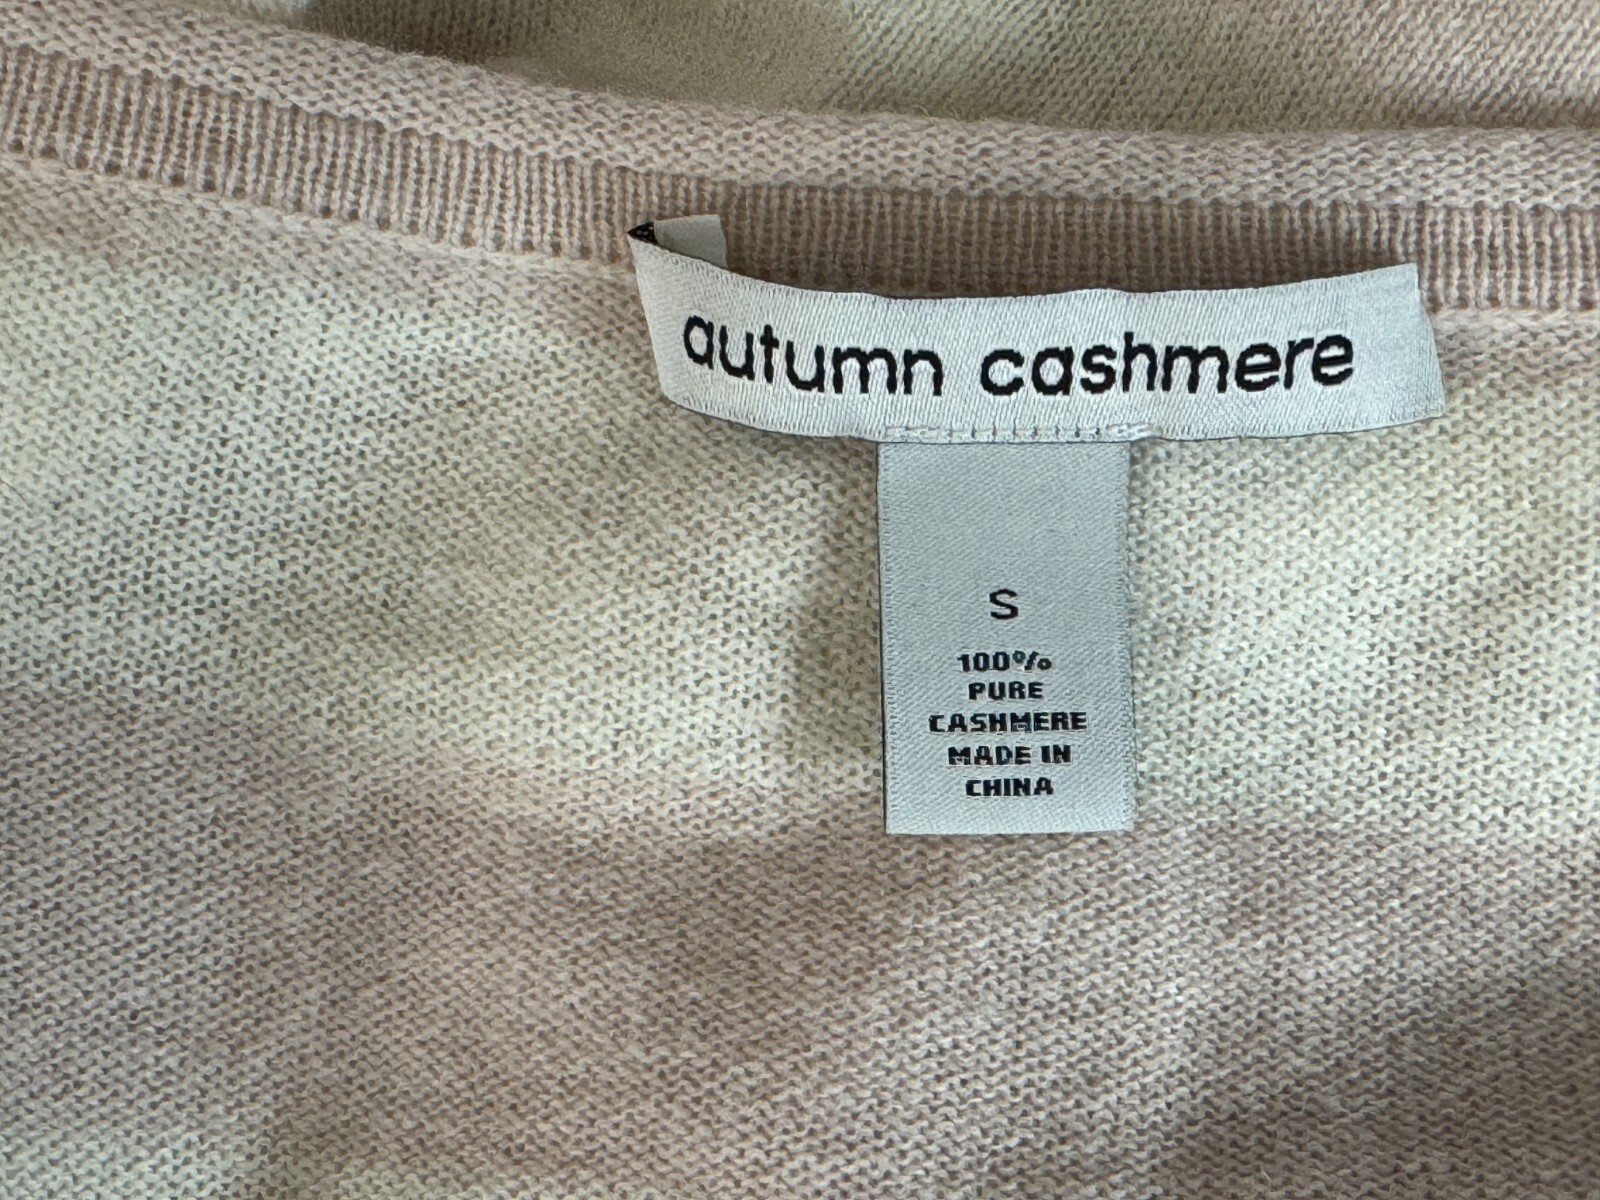 autumn cashmere
S
100%
PURE
CASHMERE
MADE IN
CHINA